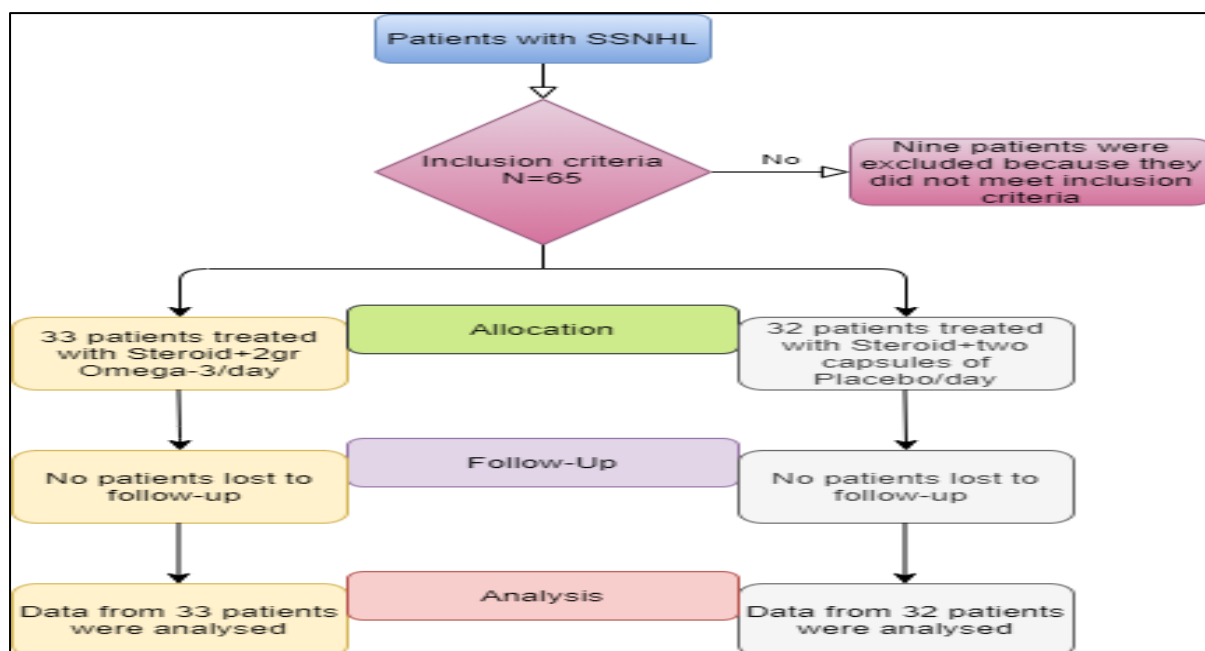 Patients with SSNHL
Inclusion criteria
N=65
No
Nine patients were
excluded because they
did not meet inclusion
criteria
33 patients treated
with Steroid+2gr
Omega-3/day
Allocation
32 patients treated
with Steroid+two
capsules of
Placebo/day
No patients lost to
follow-up
Follow-Up
No patients lost to
follow-up
Data from 33 patients
were analysed
Analysis
Data from 32 patients
were analysed